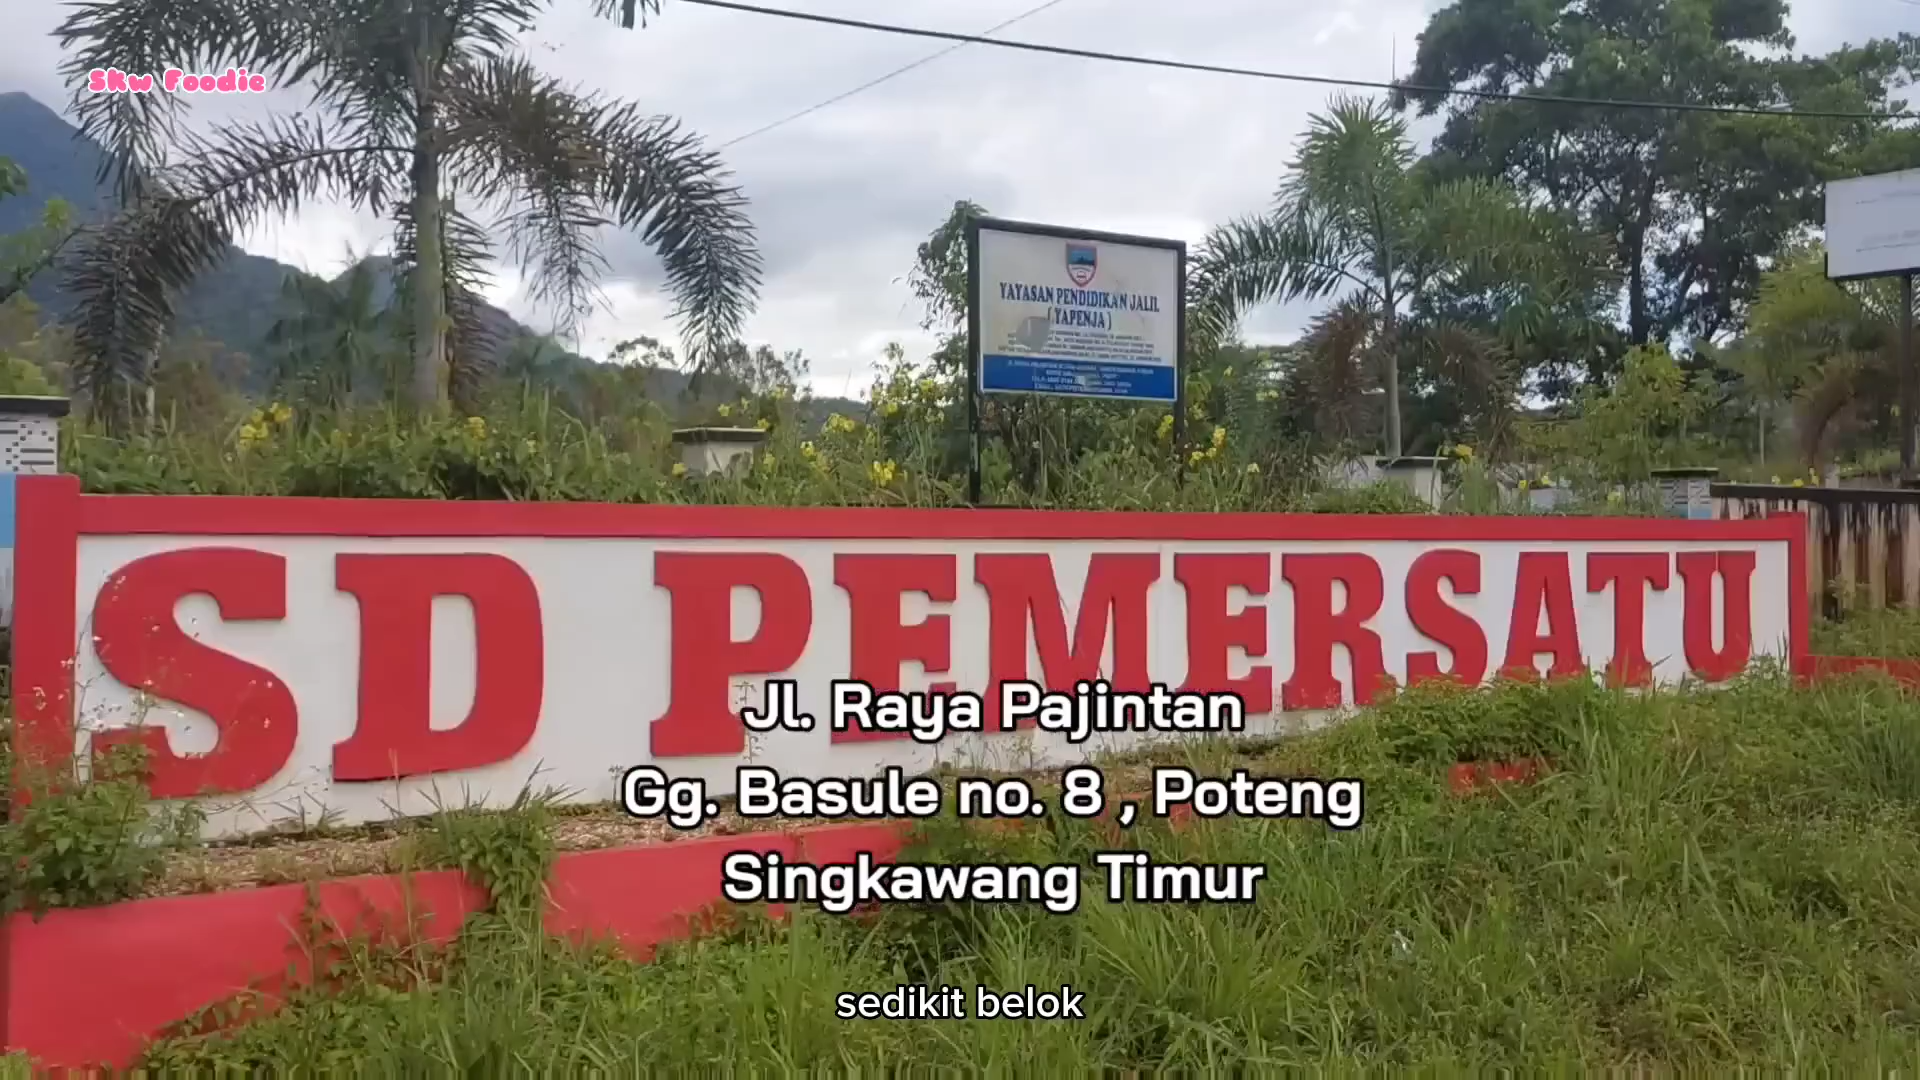 Skw Foodie
YAYASAN PENDIDIKAN JALIL
(YAPENJA)
SD PEMERSATU
Jl. Raya Pajintan
Gg. Basule no. 8 , Poteng
Singkawang Timur
sedikit belok